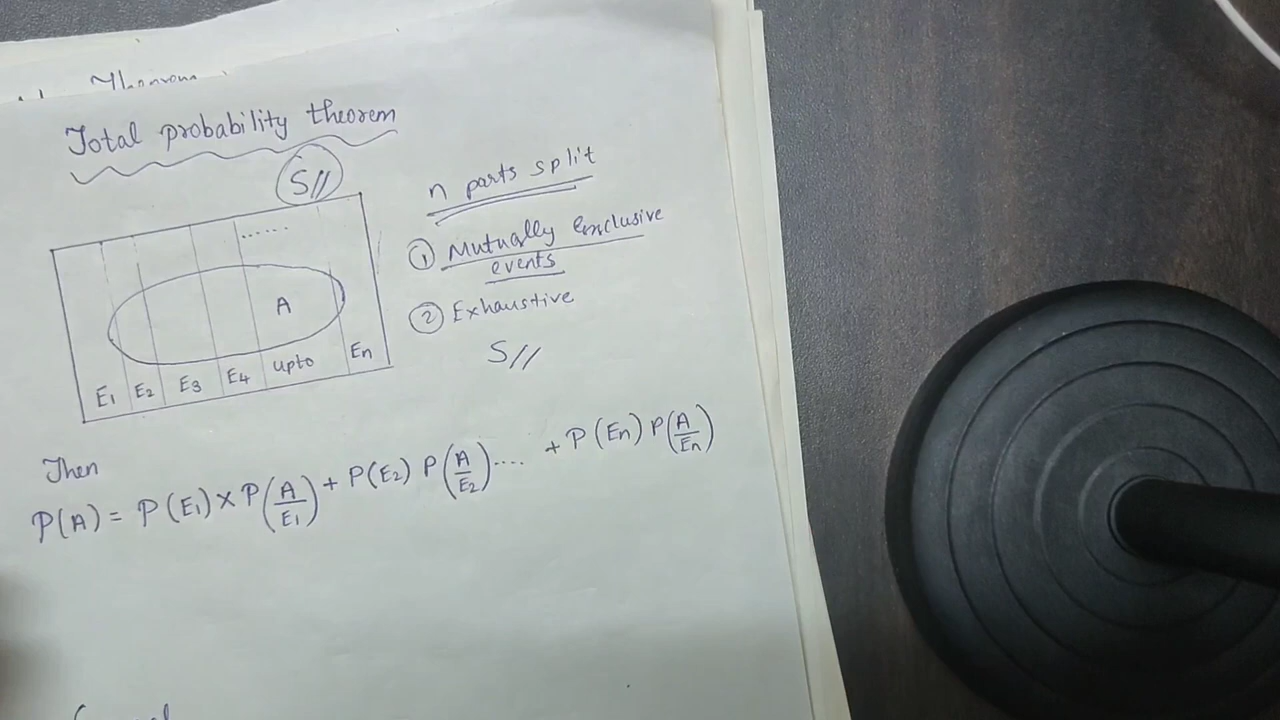 Total probability theorem
S//
n parts split
① Mutually exclusive
events
② Exhaustive
S//
......
A
E1 E2 E3 E4 upto En
Then
P(A) = P(E1) × P(A/E1) + P(E2) P(A/E2) .... + P(En) P(A/En)